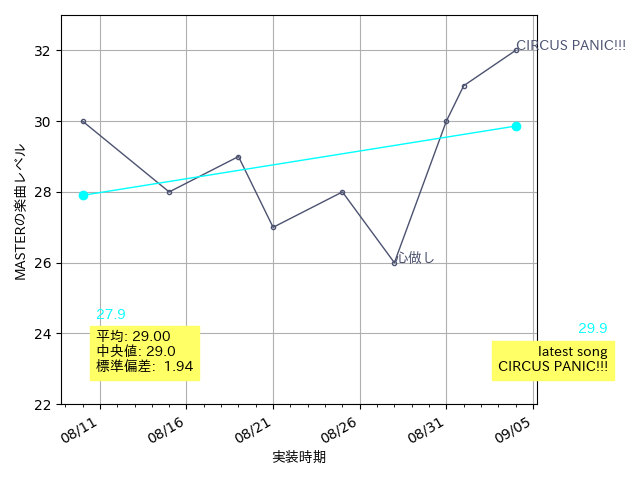 32
30
28
26
24
22
MASTERの楽曲レベル
CIRCUS PANIC!!!
心做し
27.9
平均: 29.00
中央値: 29.0
標準偏差: 1.94
29.9
latest song
CIRCUS PANIC!!!
08/11
08/16
08/21
08/26
08/31
09/05
実装時期